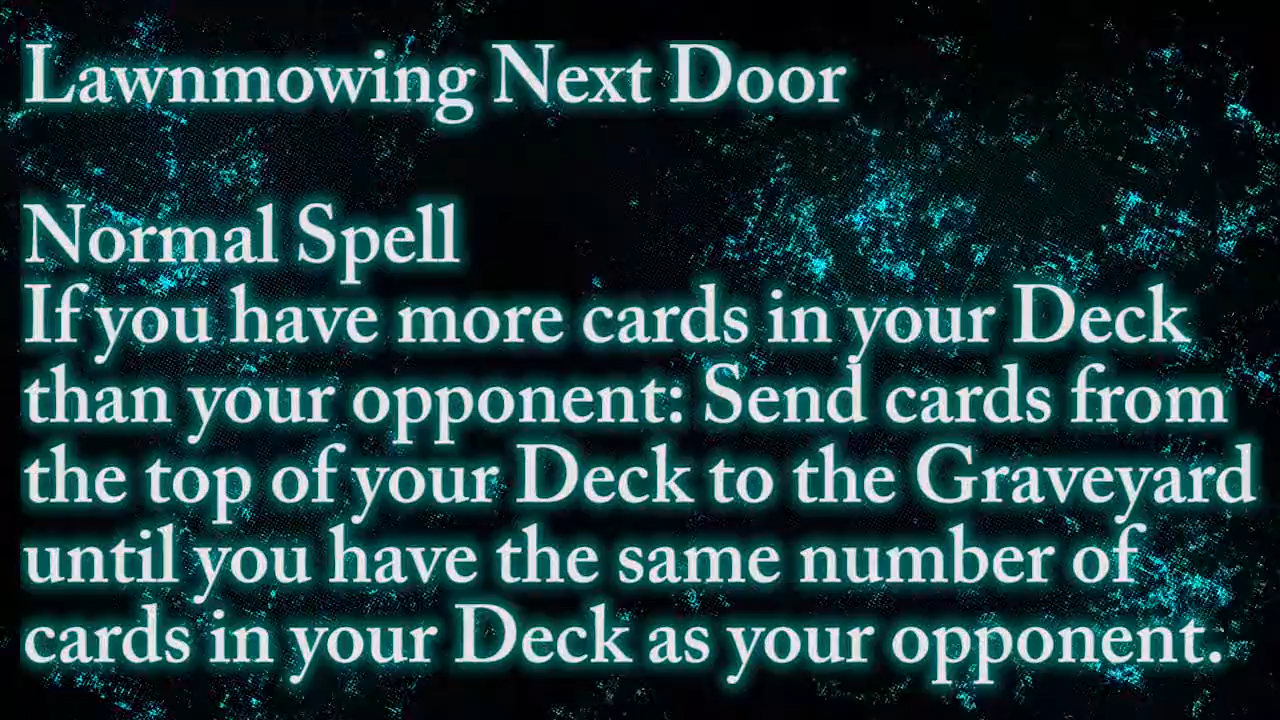 Lawnmowing Next Door
Normal Spell
If you have more cards in your Deck
than your opponent: Send cards from
the top of your Deck to the Graveyard
until you have the same number of
cards in your Deck as your opponent.